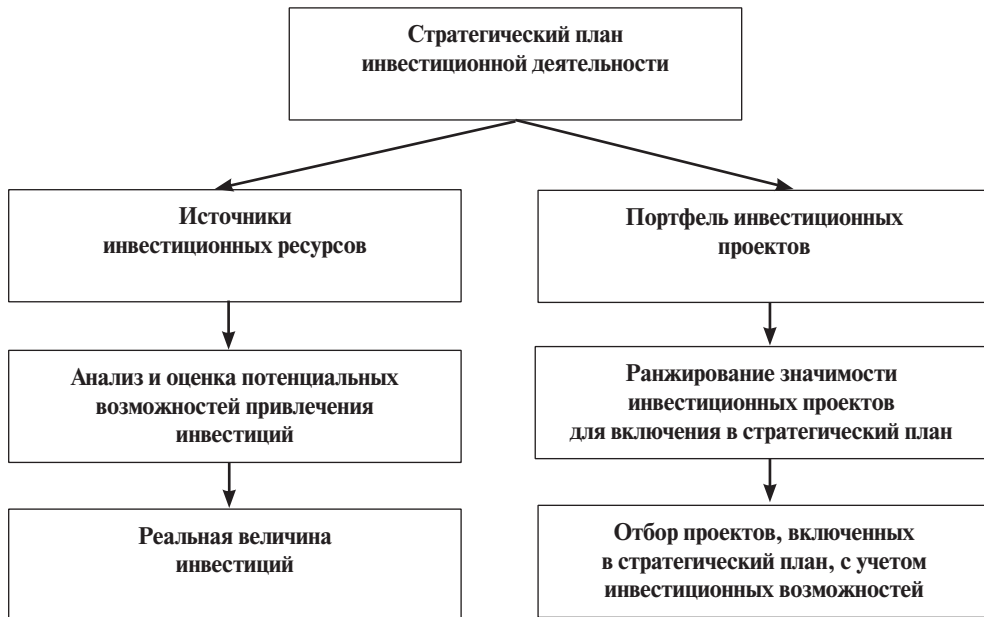 Стратегический план
инвестиционной деятельности
Источники
инвестиционных ресурсов
Портфель инвестиционных
проектов
Анализ и оценка потенциальных
возможностей привлечения
инвестиций
Ранжирование значимости
инвестиционных проектов
для включения в стратегический план
Реальная величина
инвестиций
Отбор проектов, включенных
в стратегический план, с учетом
инвестиционных возможностей